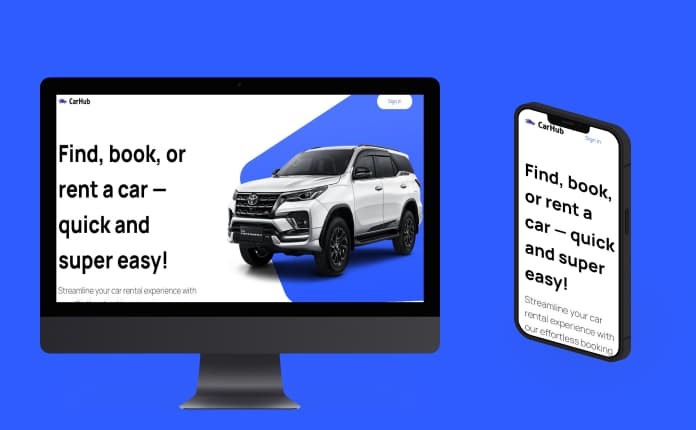 CarHub
Sign in
Find, book, or
rent a car —
quick and
super easy!
Streamline your car rental experience with
CarHub
Sign in
Find, book,
or rent a
car — quick
and super
easy!
Streamline your car
rental experience with
our effortless booking